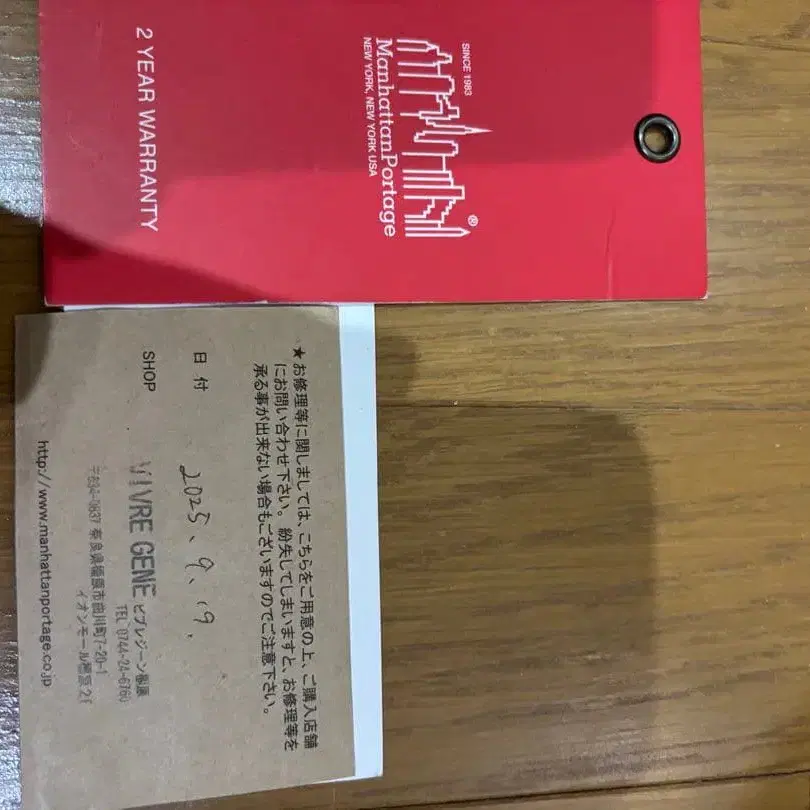 SINCE 1983
ManhattanPortage®
NEW YORK, NEW YORK USA
2 YEAR WARRANTY
★お修理等に関しましては、こちらをご用意の上、ご購入店舗
にお問い合わせ下さい。紛失してしまいますと、お修理等を
承る事が出来ない場合もございますのでご注意下さい。
日付 2025.9.19.
SHOP VIVRE GENE ビブレジーン橿原
TEL 0744-24-6760
〒634-0837 奈良県橿原市曲川町7-20-1
イオンモール橿原 2F
http://www.manhattanportage.co.jp